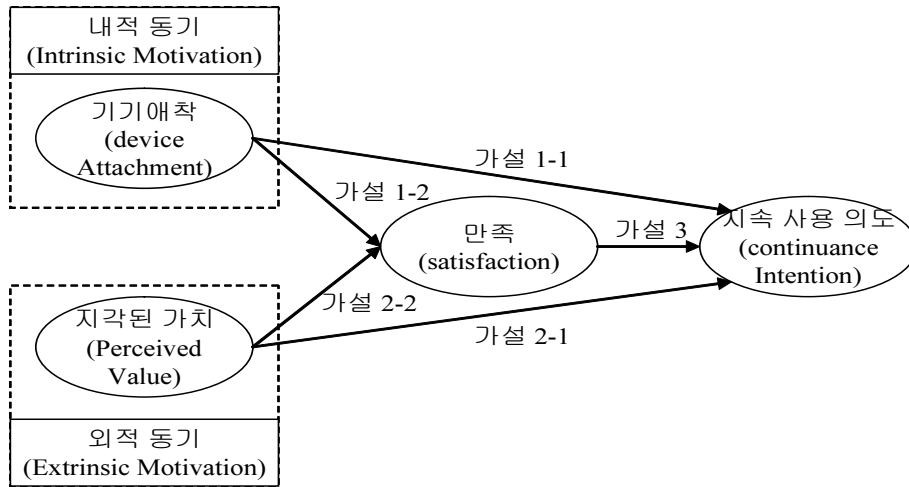 내적 동기
(Intrinsic Motivation)
기기애착
(device
Attachment)
가설 1-1
가설 1-2
만족
(satisfaction)
가설 3
지속 사용 의도
(continuance
Intention)
가설 2-2
가설 2-1
지각된 가치
(Perceived
Value)
외적 동기
(Extrinsic Motivation)